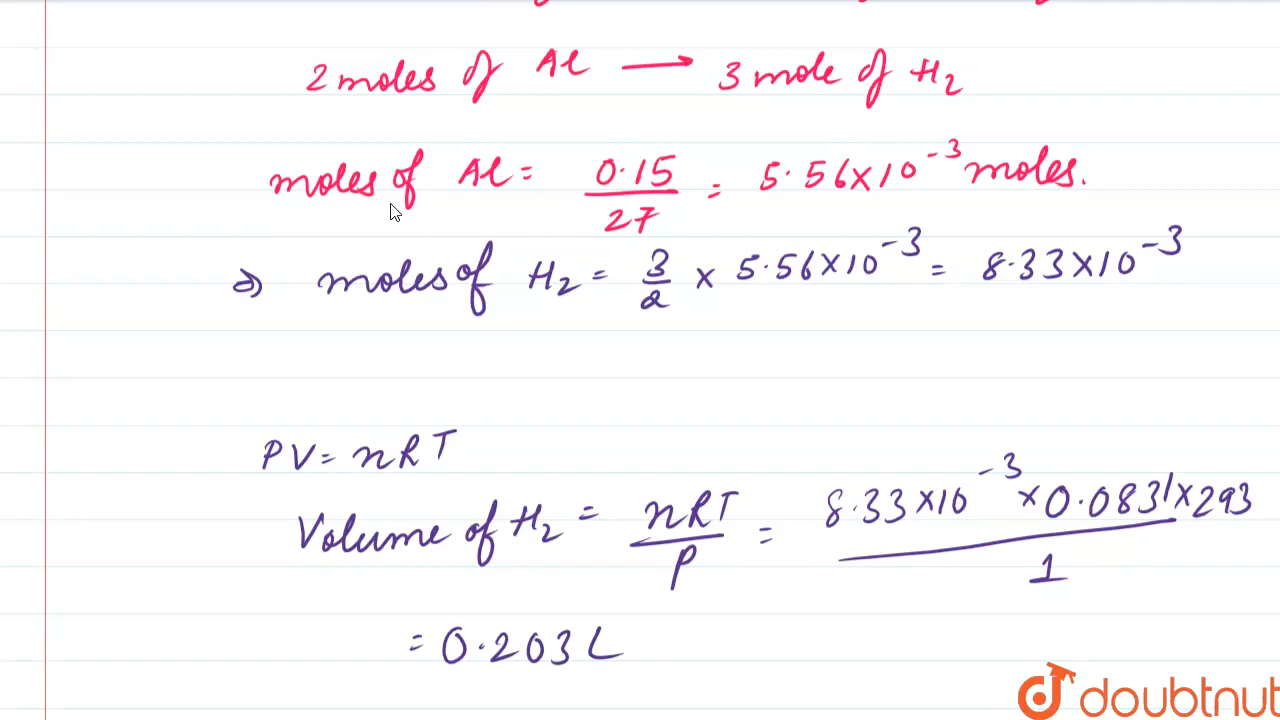 2 moles of Al ⟶ 3 mole of H₂
moles of Al = 0.15/27 = 5.56×10⁻³ moles.
⇒ moles of H₂ = 3/2 × 5.56×10⁻³ = 8.33×10⁻³
PV = nRT
Volume of H₂ = nRT/P = 8.33×10⁻³×0.0831×293/1
= 0.203 L
doubtnut